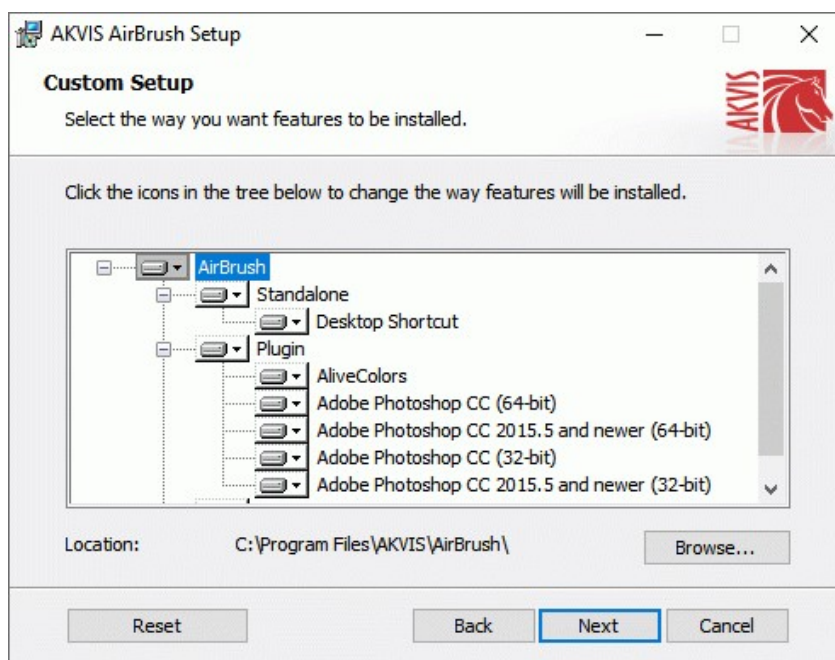 AKVIS AirBrush Setup
Custom Setup
Select the way you want features to be installed.
AKVIS
Click the icons in the tree below to change the way features will be installed.
AirBrush
Standalone
Desktop Shortcut
Plugin
AliveColors
Adobe Photoshop CC (64-bit)
Adobe Photoshop CC 2015.5 and newer (64-bit)
Adobe Photoshop CC (32-bit)
Adobe Photoshop CC 2015.5 and newer (32-bit)
Location: C:\Program Files\AKVIS\AirBrush\ Browse...
Reset Back Next Cancel